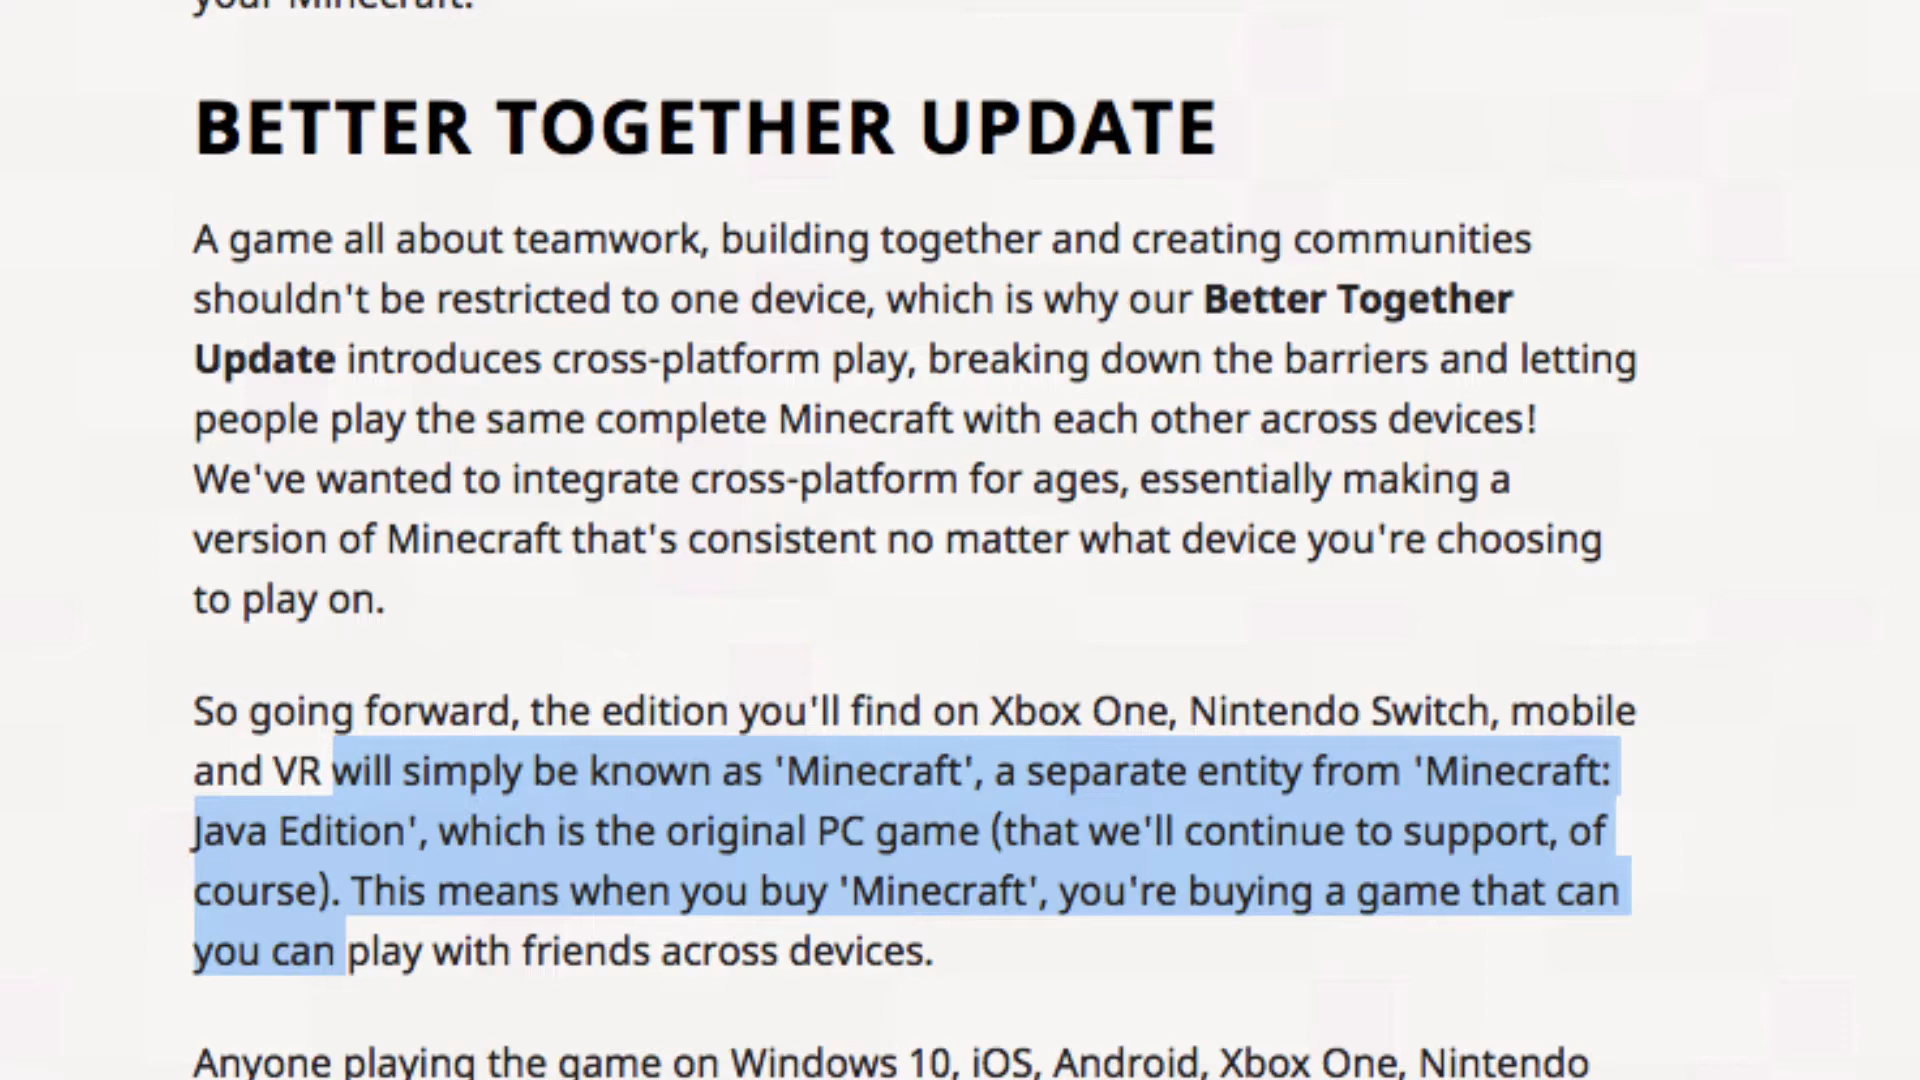 your Minecraft.
BETTER TOGETHER UPDATE
A game all about teamwork, building together and creating communities
shouldn't be restricted to one device, which is why our Better Together
Update introduces cross-platform play, breaking down the barriers and letting
people play the same complete Minecraft with each other across devices!
We've wanted to integrate cross-platform for ages, essentially making a
version of Minecraft that's consistent no matter what device you're choosing
to play on.
So going forward, the edition you'll find on Xbox One, Nintendo Switch, mobile
and VR will simply be known as 'Minecraft', a separate entity from 'Minecraft:
Java Edition', which is the original PC game (that we'll continue to support, of
course). This means when you buy 'Minecraft', you're buying a game that can
you can play with friends across devices.
Anyone playing the game on Windows 10, iOS, Android, Xbox One, Nintendo